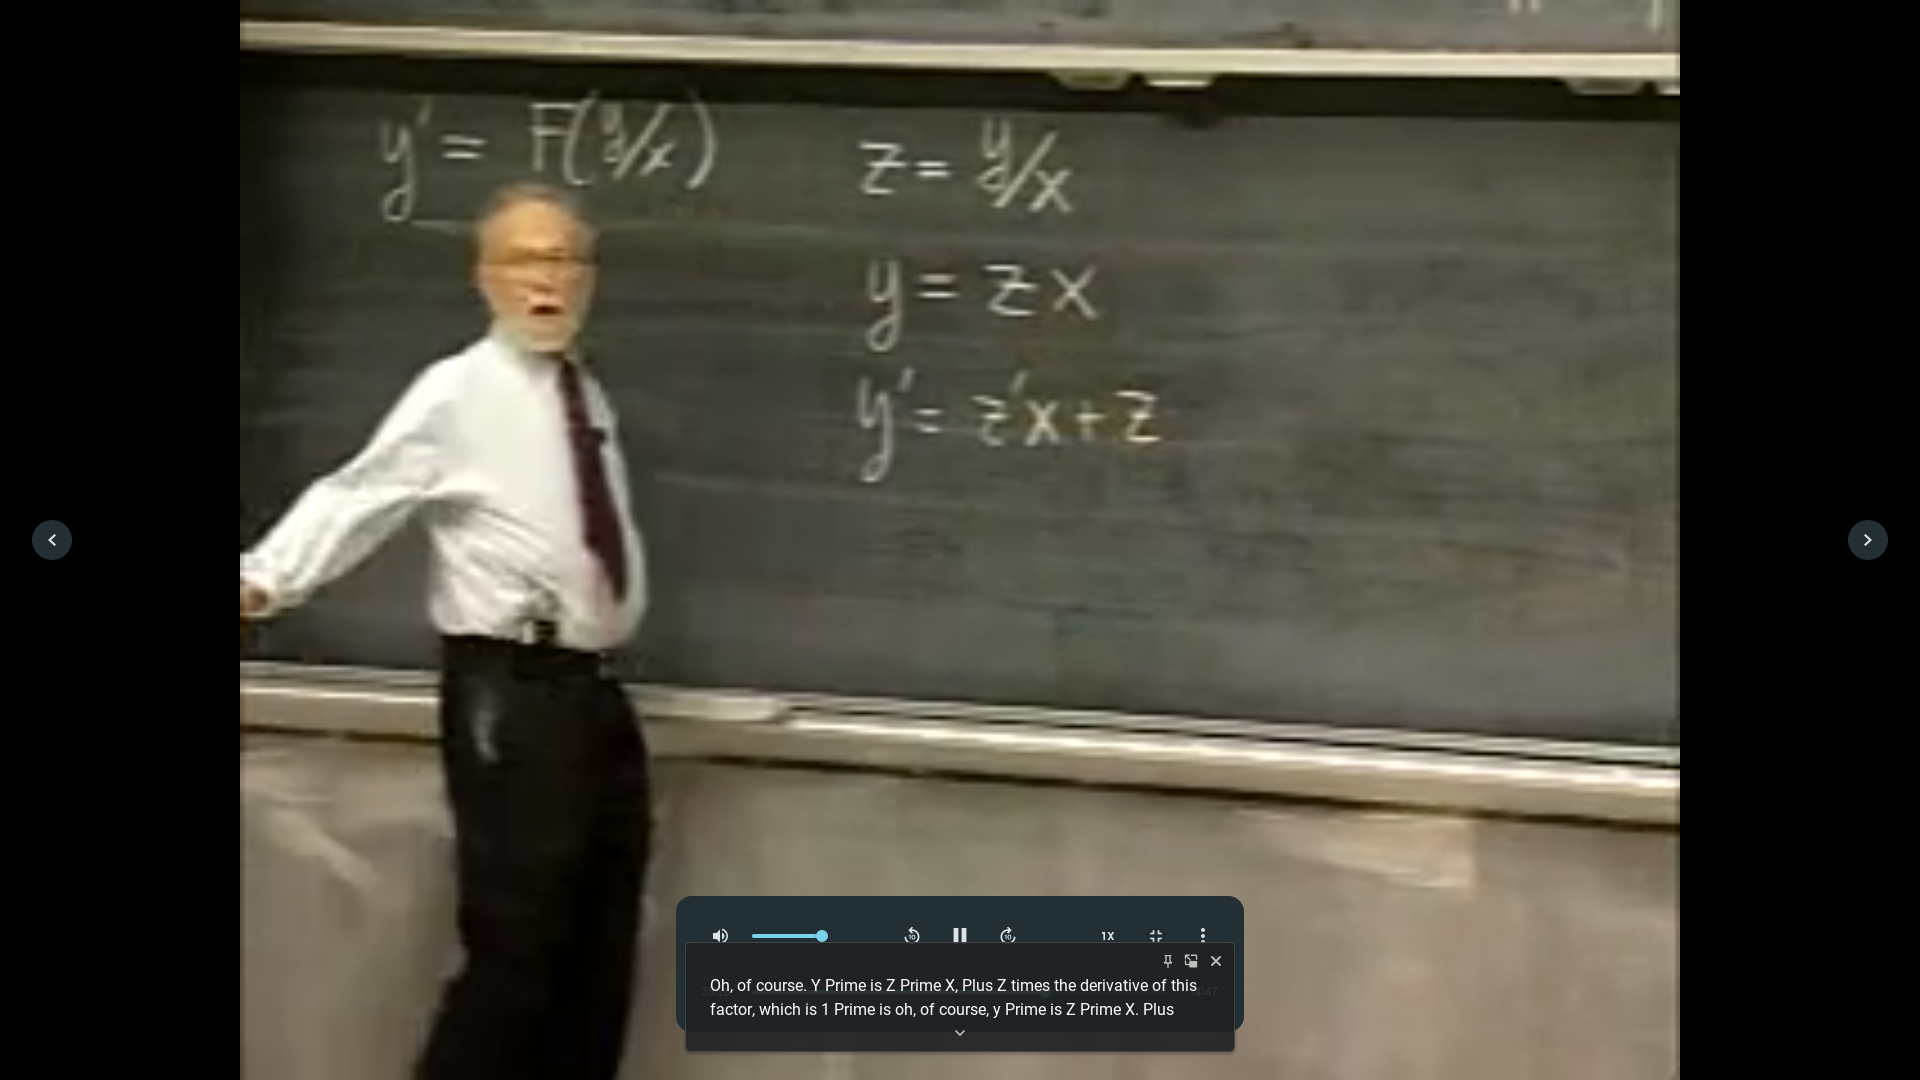 y' = F(y/x)
z = y/x
y = zx
y' = z'x + z
1X
Oh, of course. Y Prime is Z Prime X, Plus Z times the derivative of this
factor, which is 1 Prime is oh, of course, y Prime is Z Prime X. Plus